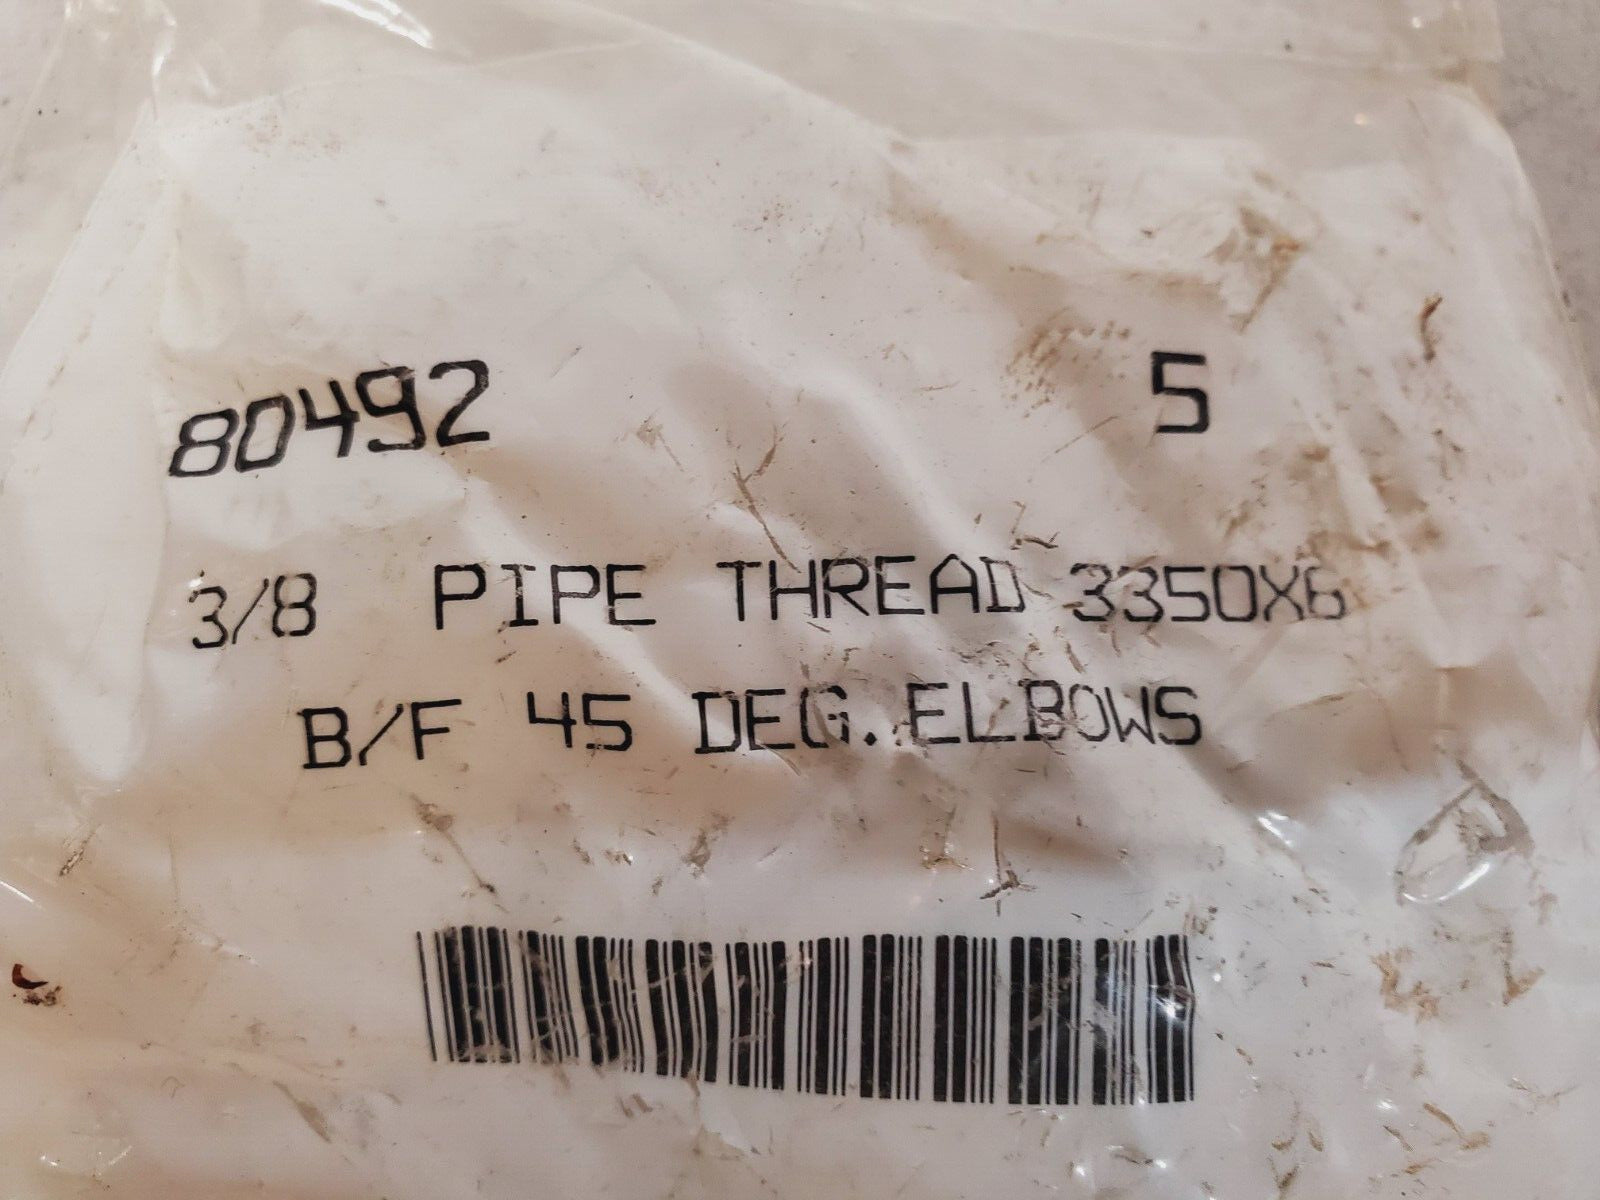 80492 5
3/8 PIPE THREAD 3350X6
B/F 45 DEG. ELBOWS